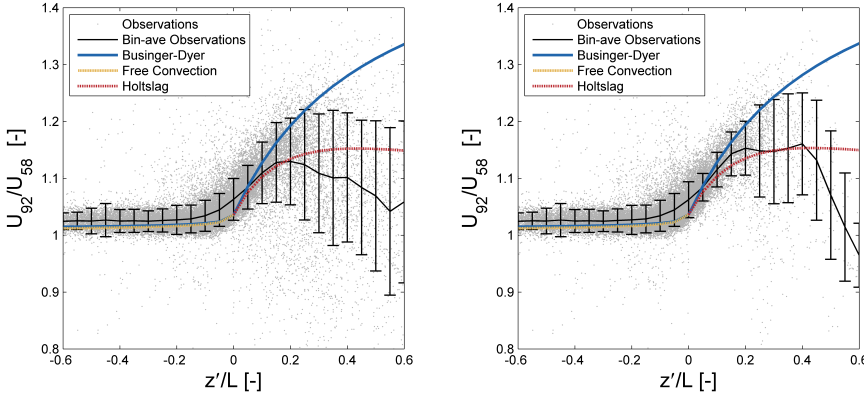 Observations
Bin-ave Observations
Businger-Dyer
Free Convection
Holtslag
1.4
1.3
1.2
1.1
1
0.9
0.8
U92/U58 [-]
-0.6 -0.4 -0.2 0 0.2 0.4 0.6
z'/L [-]
Observations
Bin-ave Observations
Businger-Dyer
Free Convection
Holtslag
1.4
1.3
1.2
1.1
1
0.9
0.8
U92/U58 [-]
-0.6 -0.4 -0.2 0 0.2 0.4 0.6
z'/L [-]